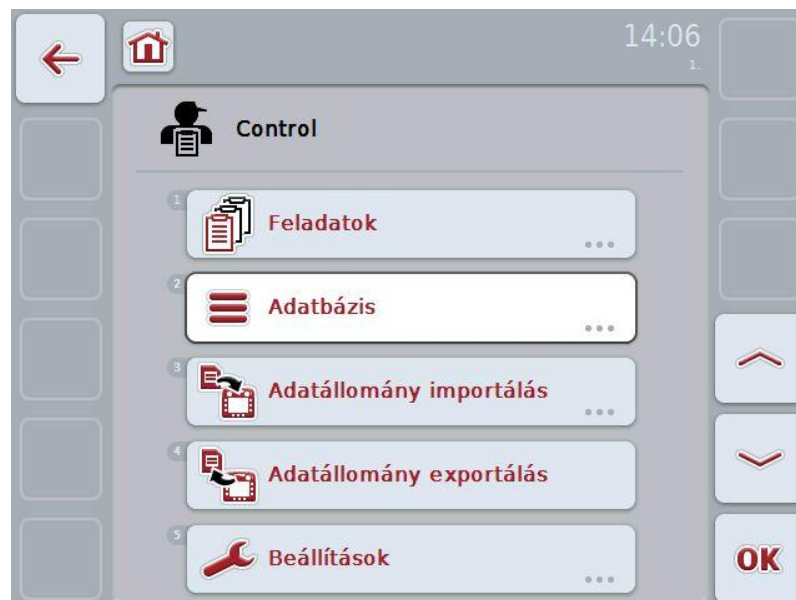 14:06
1.
Control
1
Feladatok
2
Adatbázis
3
Adatállomány importálás
4
Adatállomány exportálás
5
Beállítások
OK